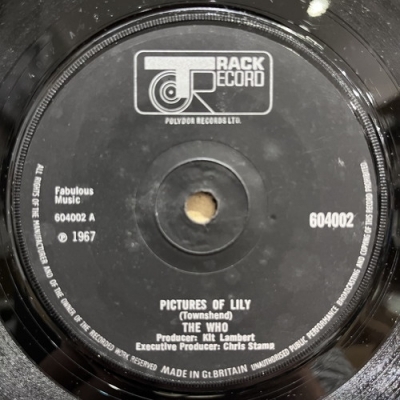 TRACK
RECORD
POLYDOR RECORDS LTD.
Fabulous
Music
604002 A
℗ 1967
604002
PICTURES OF LILY
(Townshend)
THE WHO
Producer: Kit Lambert
Executive Producer: Chris Stamp
MADE IN Gt. BRITAIN
ALL RIGHTS OF THE MANUFACTURER AND OF THE OWNER OF THE RECORDED WORK RESERVED
UNAUTHORISED PUBLIC PERFORMANCE, BROADCASTING AND COPYING OF THIS RECORD PROHIBITED